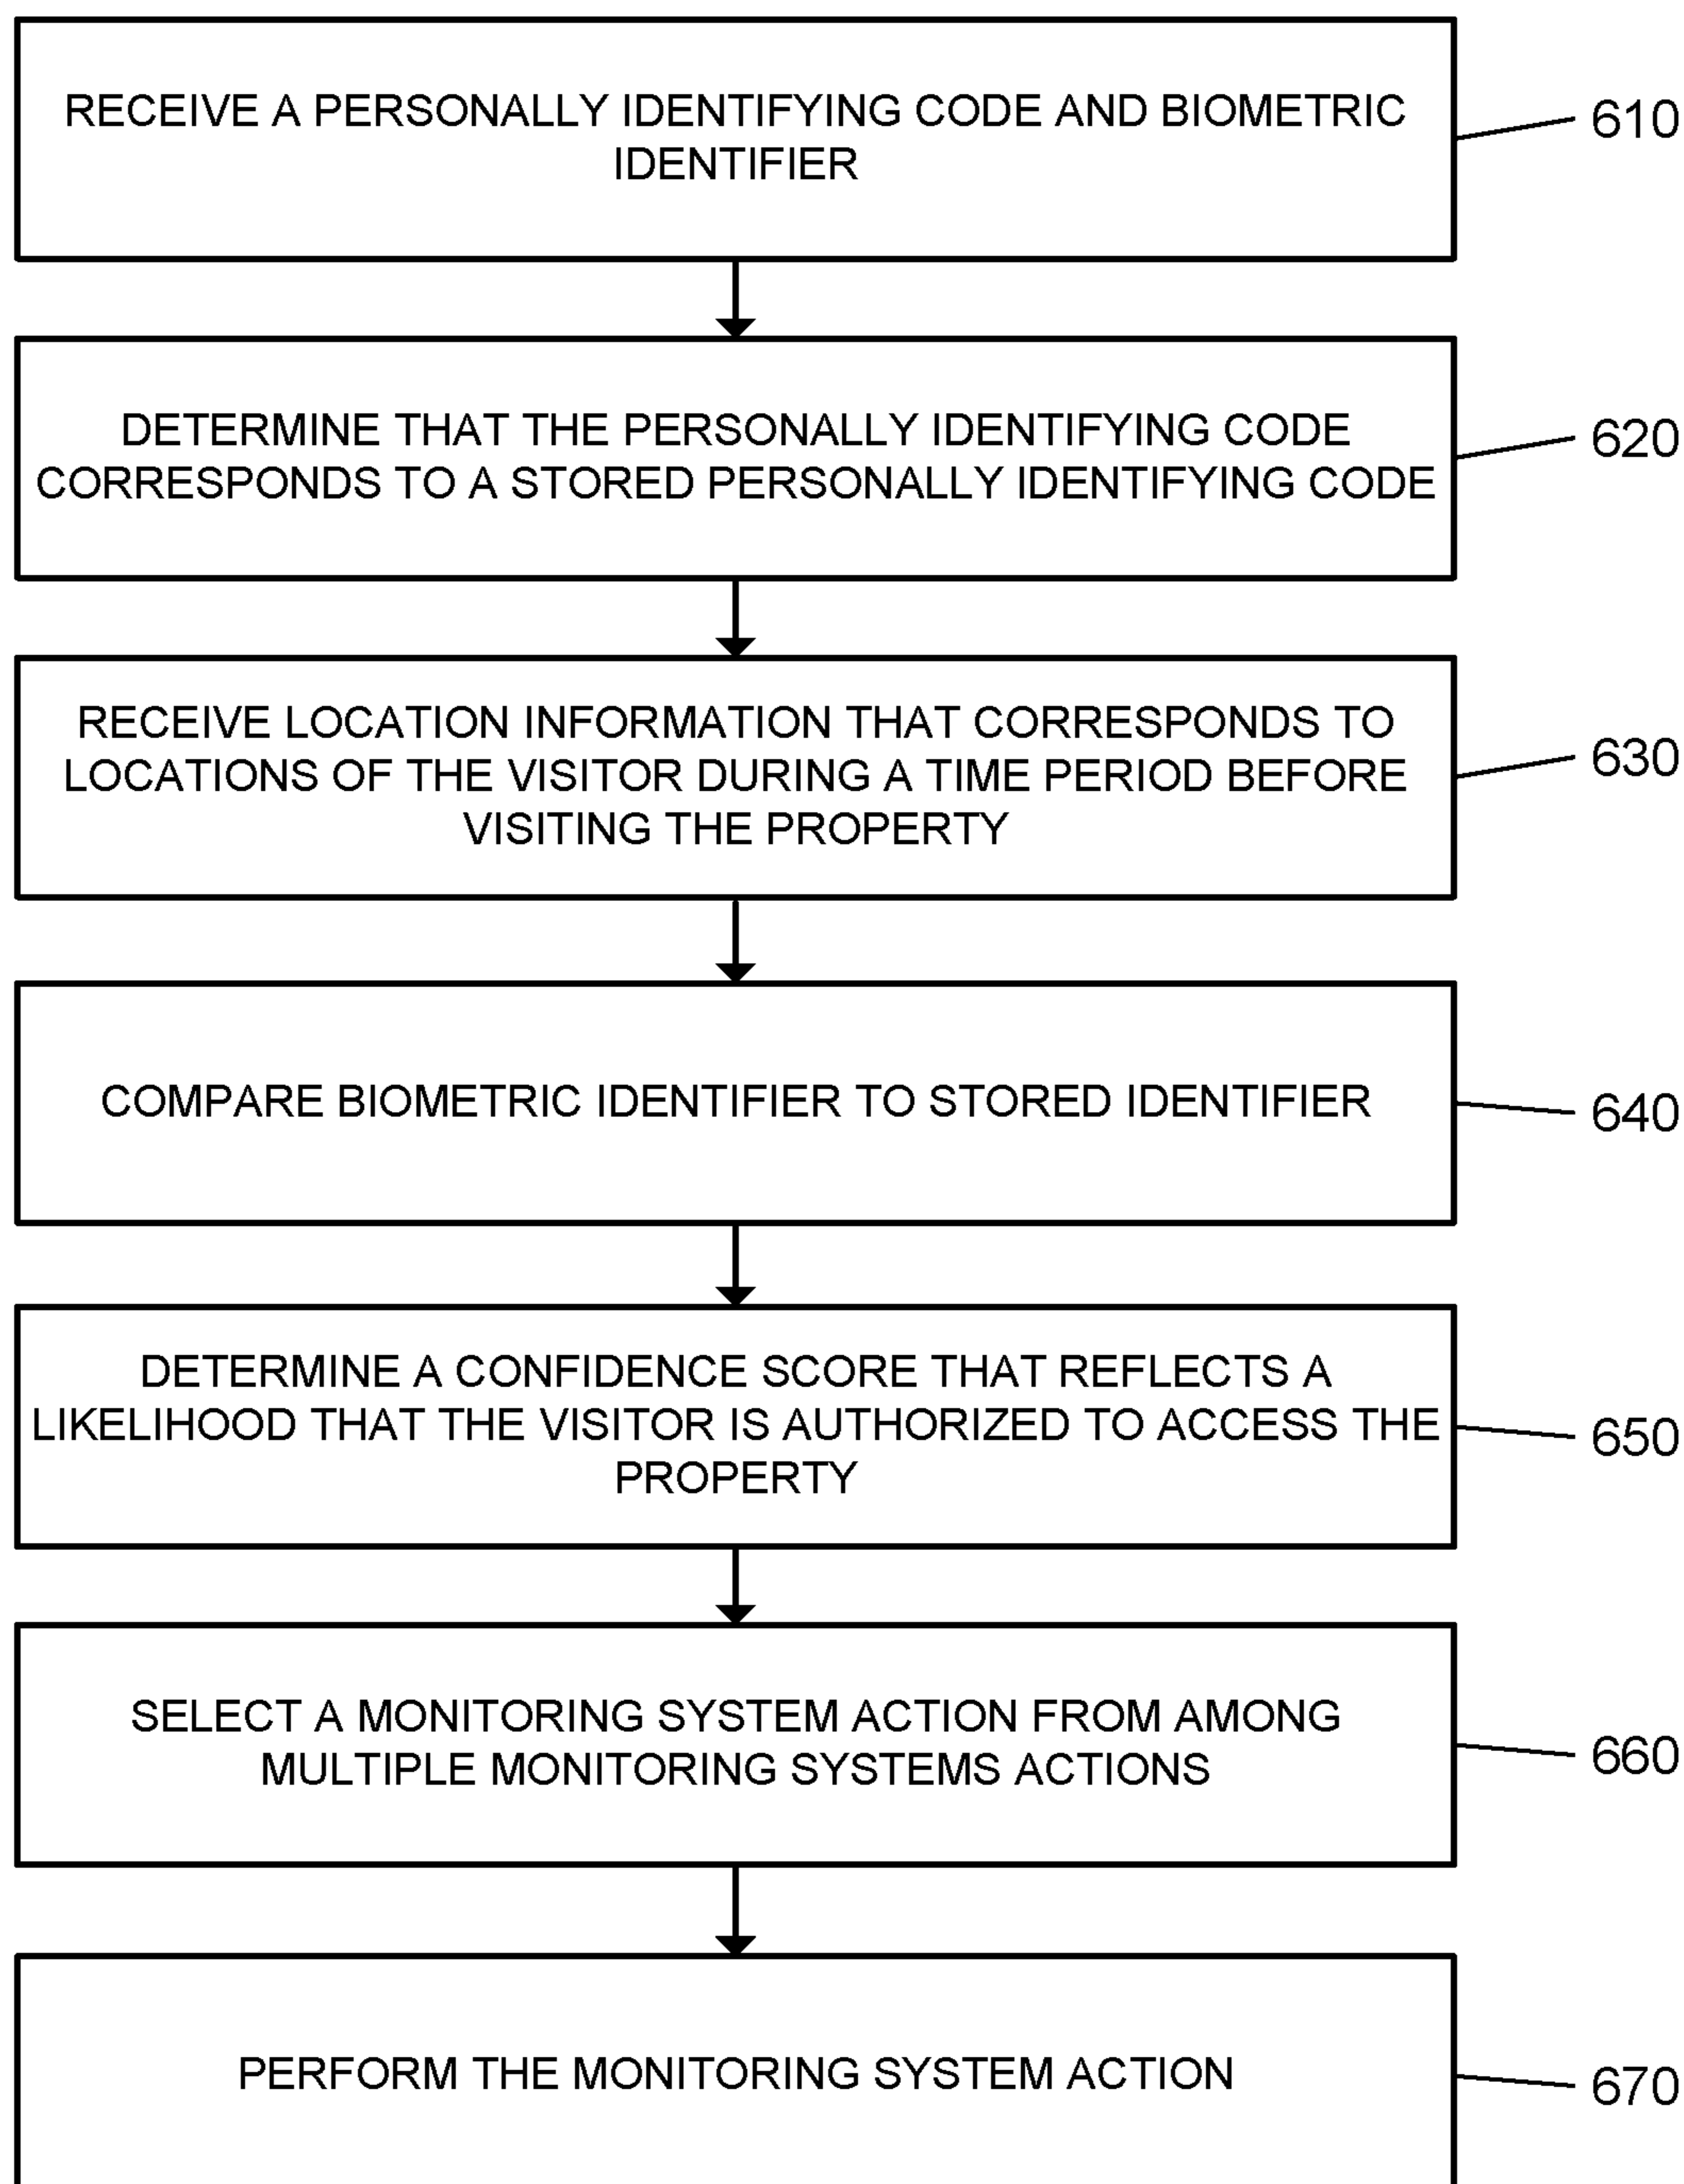 RECEIVE A PERSONALLY IDENTIFYING CODE AND BIOMETRIC
IDENTIFIER
610
DETERMINE THAT THE PERSONALLY IDENTIFYING CODE
CORRESPONDS TO A STORED PERSONALLY IDENTIFYING CODE
620
RECEIVE LOCATION INFORMATION THAT CORRESPONDS TO
LOCATIONS OF THE VISITOR DURING A TIME PERIOD BEFORE
VISITING THE PROPERTY
630
COMPARE BIOMETRIC IDENTIFIER TO STORED IDENTIFIER
640
DETERMINE A CONFIDENCE SCORE THAT REFLECTS A
LIKELIHOOD THAT THE VISITOR IS AUTHORIZED TO ACCESS THE
PROPERTY
650
SELECT A MONITORING SYSTEM ACTION FROM AMONG
MULTIPLE MONITORING SYSTEMS ACTIONS
660
PERFORM THE MONITORING SYSTEM ACTION
670